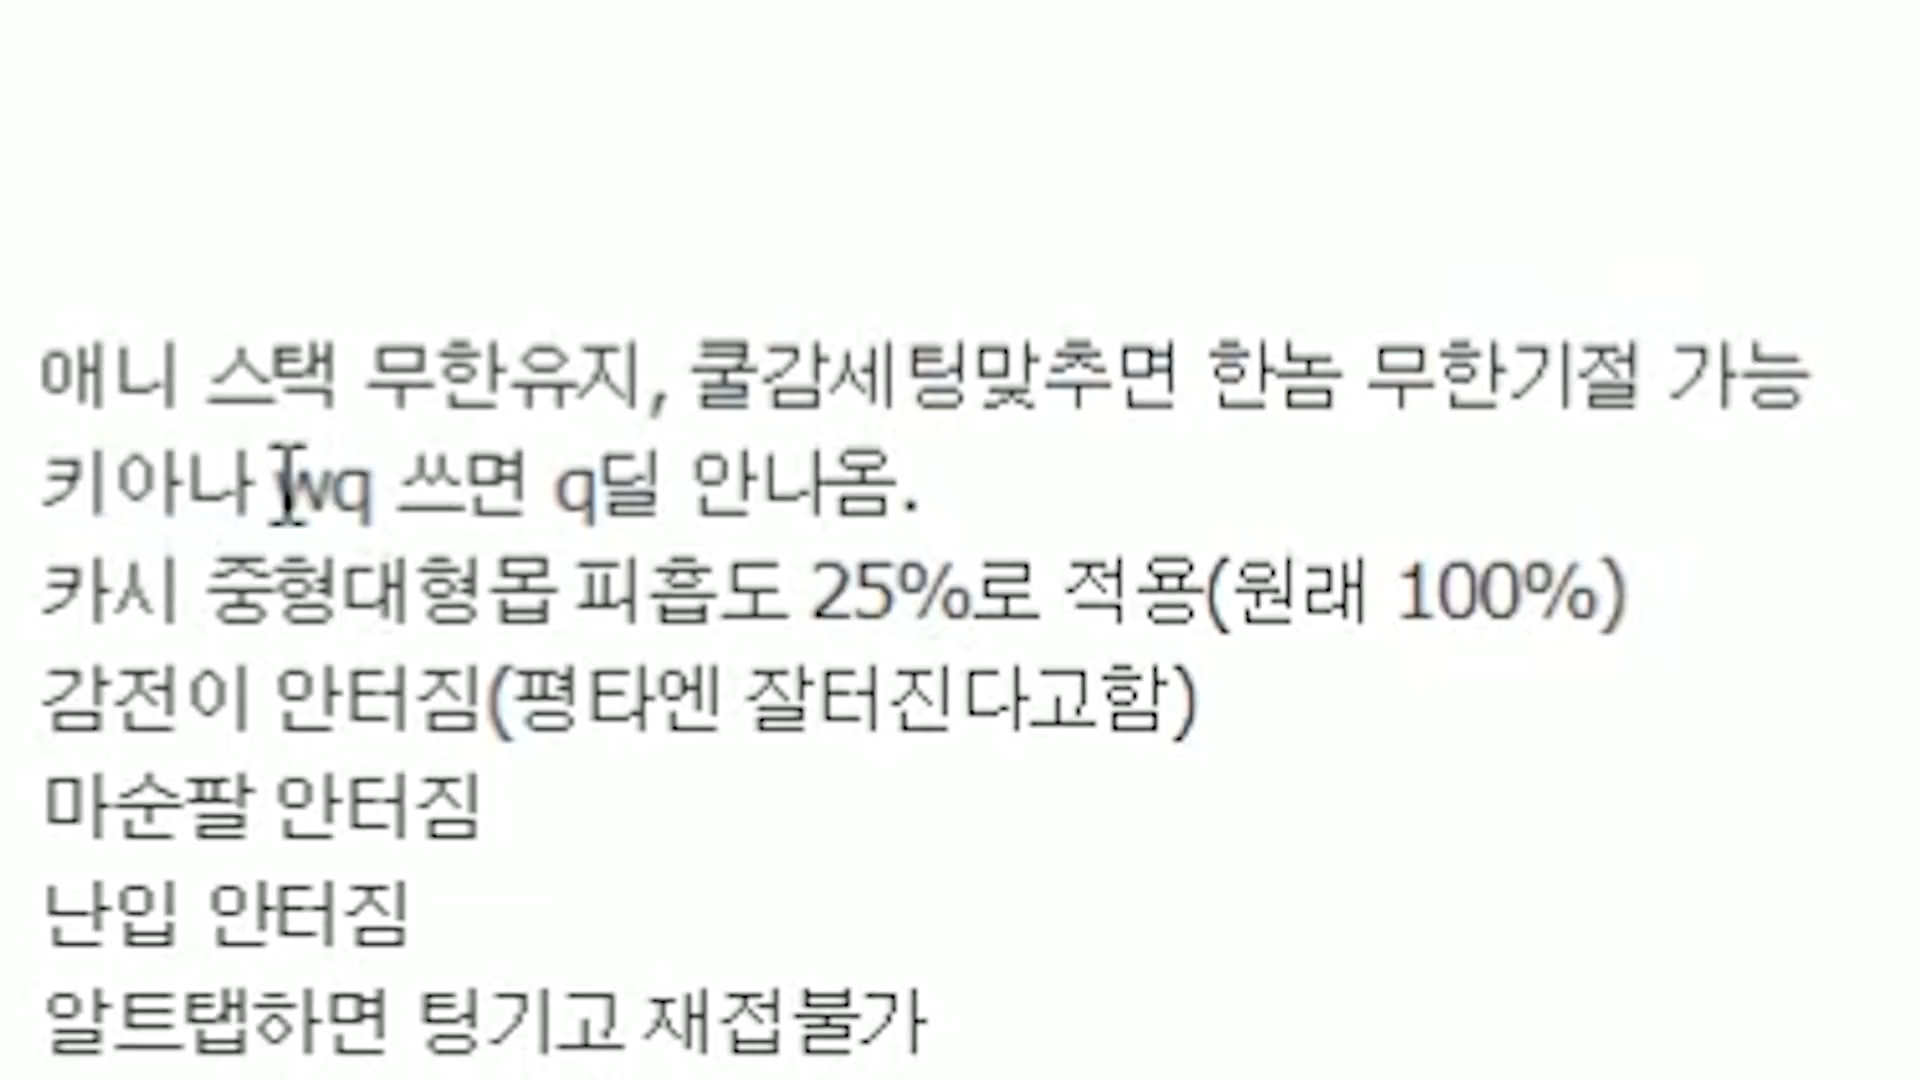 애니 스택 무한유지, 쿨감세팅맞추면 한놈 무한기절 가능
키아나 wq 쓰면 q딜 안나옴.
카시 중형대형몹 피흡도 25%로 적용(원래 100%)
감전이 안터짐(평타엔 잘터진다고함)
마순팔 안터짐
난입 안터짐
알트탭하면 튕기고 재접불가